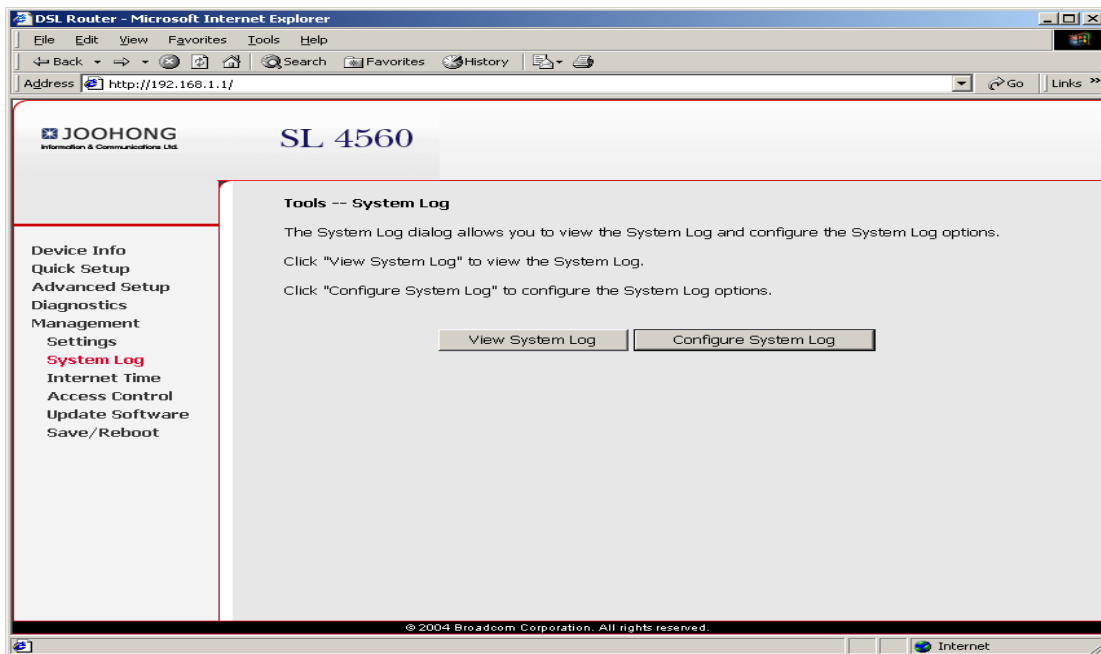 DSL Router - Microsoft Internet Explorer
File Edit View Favorites Tools Help
Back Search Favorites History
Address http://192.168.1.1/ Go Links »
JOOHONG
Information & Communications Ltd.
SL 4560
Tools -- System Log
The System Log dialog allows you to view the System Log and configure the System Log options.
Click "View System Log" to view the System Log.
Click "Configure System Log" to configure the System Log options.
View System Log Configure System Log
Device Info
Quick Setup
Advanced Setup
Diagnostics
Management
Settings
System Log
Internet Time
Access Control
Update Software
Save/Reboot
© 2004 Broadcom Corporation. All rights reserved.
Internet